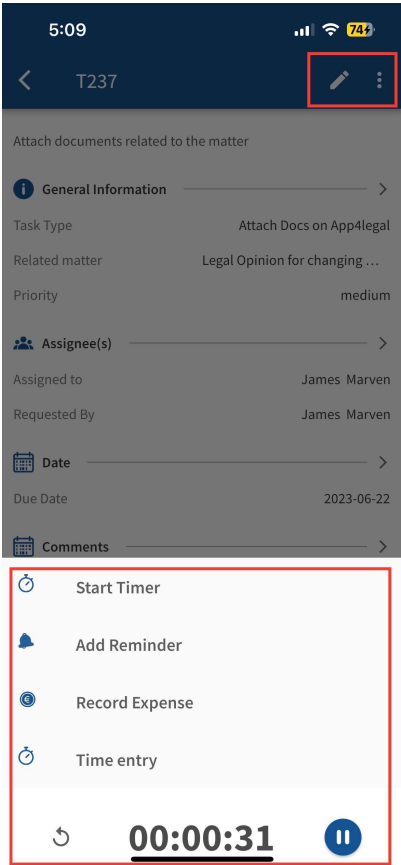 5:09 74
T237
Attach documents related to the matter
General Information
Task Type Attach Docs on App4legal
Related matter Legal Opinion for changing ...
Priority medium
Assignee(s)
Assigned to James Marven
Requested By James Marven
Date
Due Date 2023-06-22
Comments
Start Timer
Add Reminder
Record Expense
Time entry
00:00:31